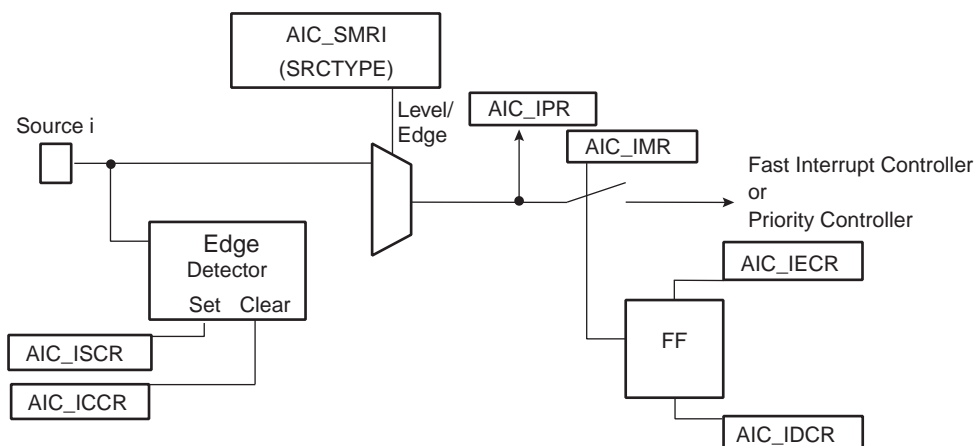 AIC_SMRI
(SRCTYPE)
Level/
Edge
AIC_IPR
Source i
AIC_IMR
Fast Interrupt Controller
or
Priority Controller
Edge
Detector
Set Clear
AIC_IECR
FF
AIC_ISCR
AIC_ICCR
AIC_IDCR